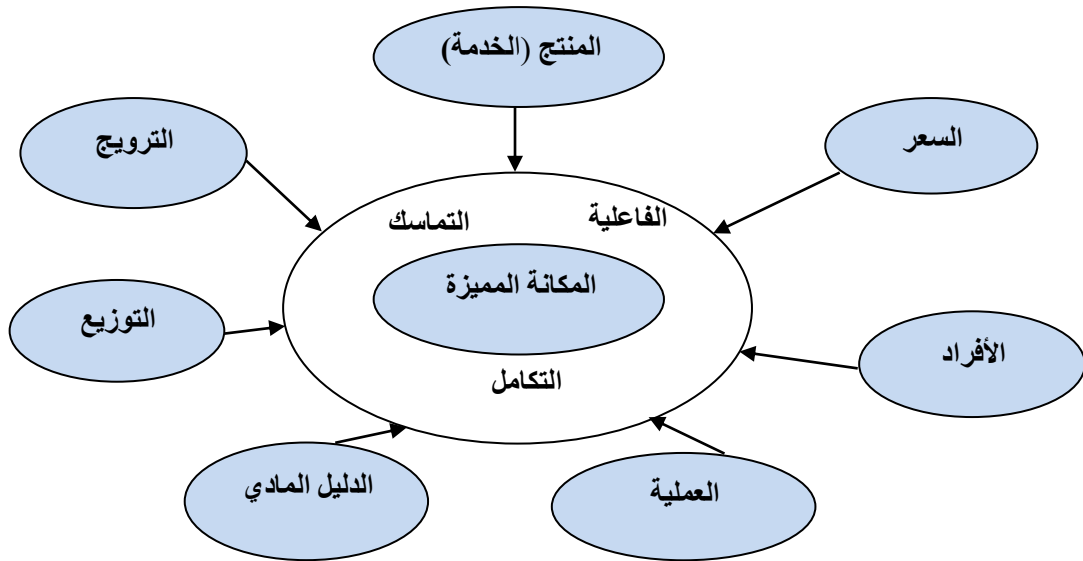 المنتج (الخدمة)
السعر
الترويج
الفاعلية
التماسك
المكانة المميزة
التوزيع
الأفراد
التكامل
الدليل المادي
العملية